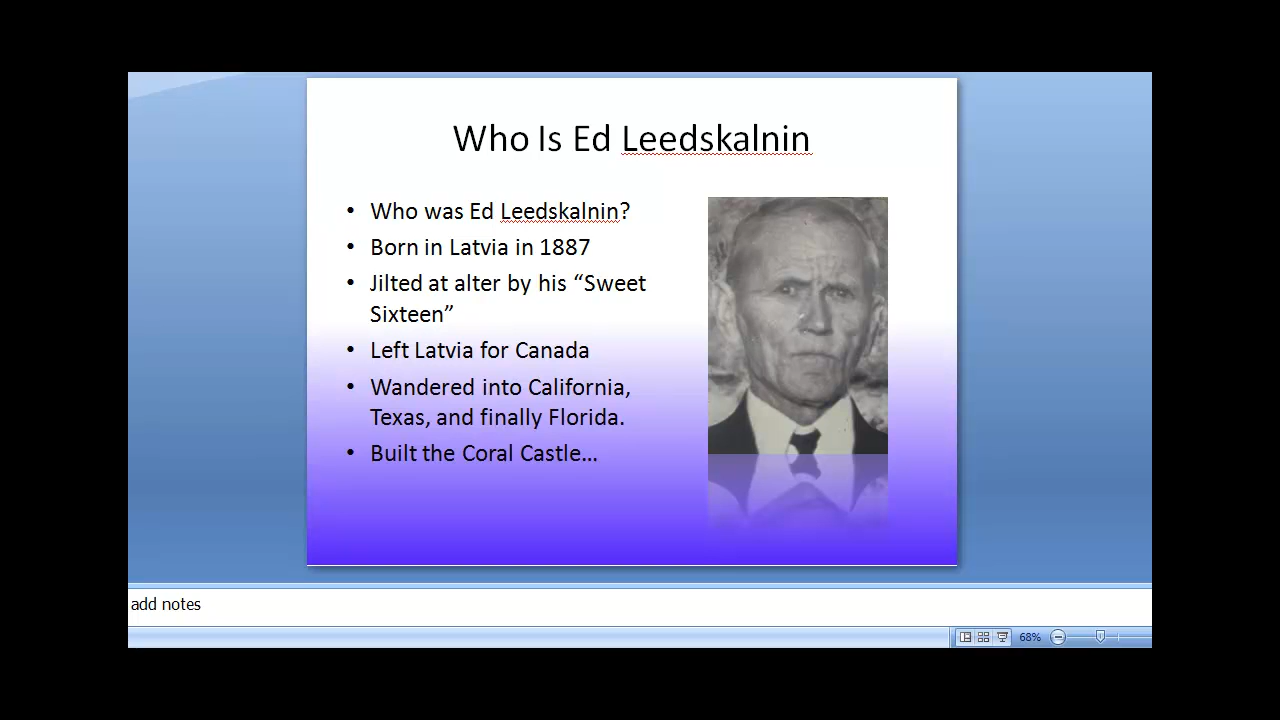 Who Is Ed Leedskalnin
• Who was Ed Leedskalnin?
• Born in Latvia in 1887
• Jilted at alter by his “Sweet
Sixteen”
• Left Latvia for Canada
• Wandered into California,
Texas, and finally Florida.
• Built the Coral Castle…
add notes
68%